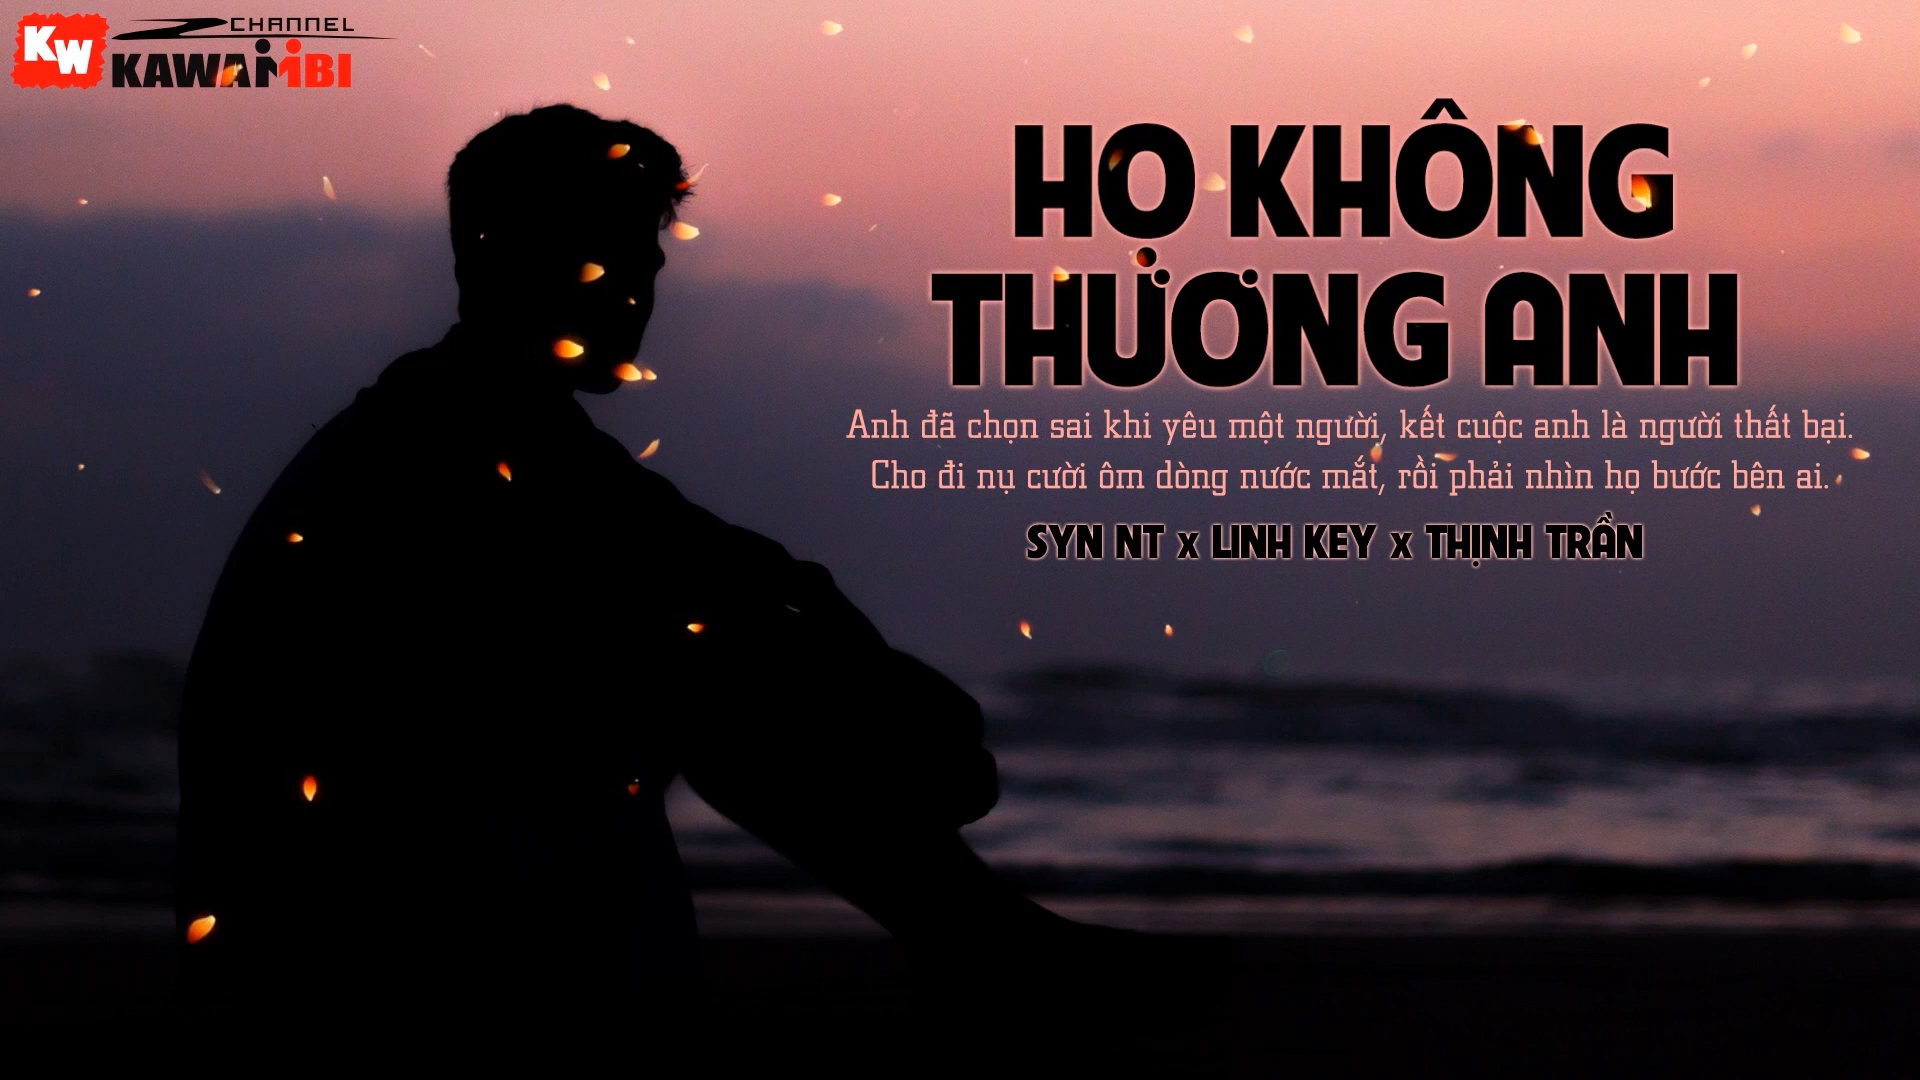 KW
CHANNEL
KAWAMBI
HỌ KHÔNG
THƯƠNG ANH
Anh đã chọn sai khi yêu một người, kết cuộc anh là người thất bại.
Cho đi nụ cười ôm dòng nước mắt, rồi phải nhìn họ bước bên ai.
SYN NT x LINH KEY x THỊNH TRẦN